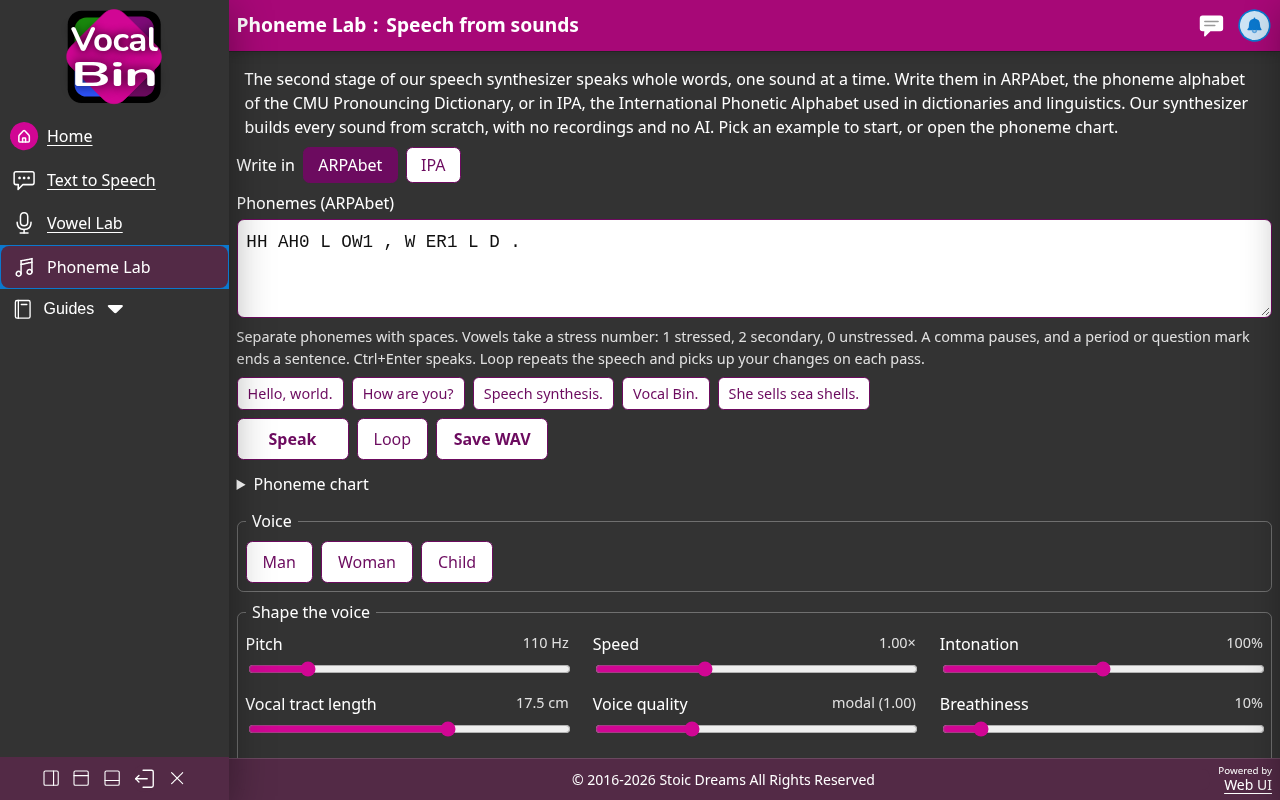 Vocal
Bin
Home
Text to Speech
Vowel Lab
Phoneme Lab
Guides
Phoneme Lab : Speech from sounds
The second stage of our speech synthesizer speaks whole words, one sound at a time. Write them in ARPAbet, the phoneme alphabet
of the CMU Pronouncing Dictionary, or in IPA, the International Phonetic Alphabet used in dictionaries and linguistics. Our synthesizer
builds every sound from scratch, with no recordings and no AI. Pick an example to start, or open the phoneme chart.
Write in ARPAbet IPA
Phonemes (ARPAbet)
HH AH0 L OW1 , W ER1 L D .
Separate phonemes with spaces. Vowels take a stress number: 1 stressed, 2 secondary, 0 unstressed. A comma pauses, and a period or question mark
ends a sentence. Ctrl+Enter speaks. Loop repeats the speech and picks up your changes on each pass.
Hello, world. How are you? Speech synthesis. Vocal Bin. She sells sea shells.
Speak Loop Save WAV
Phoneme chart
Voice
Man Woman Child
Shape the voice
Pitch 110 Hz Speed 1.00× Intonation 100%
Vocal tract length 17.5 cm Voice quality modal (1.00) Breathiness 10%
© 2016-2026 Stoic Dreams All Rights Reserved
Powered by
Web UI